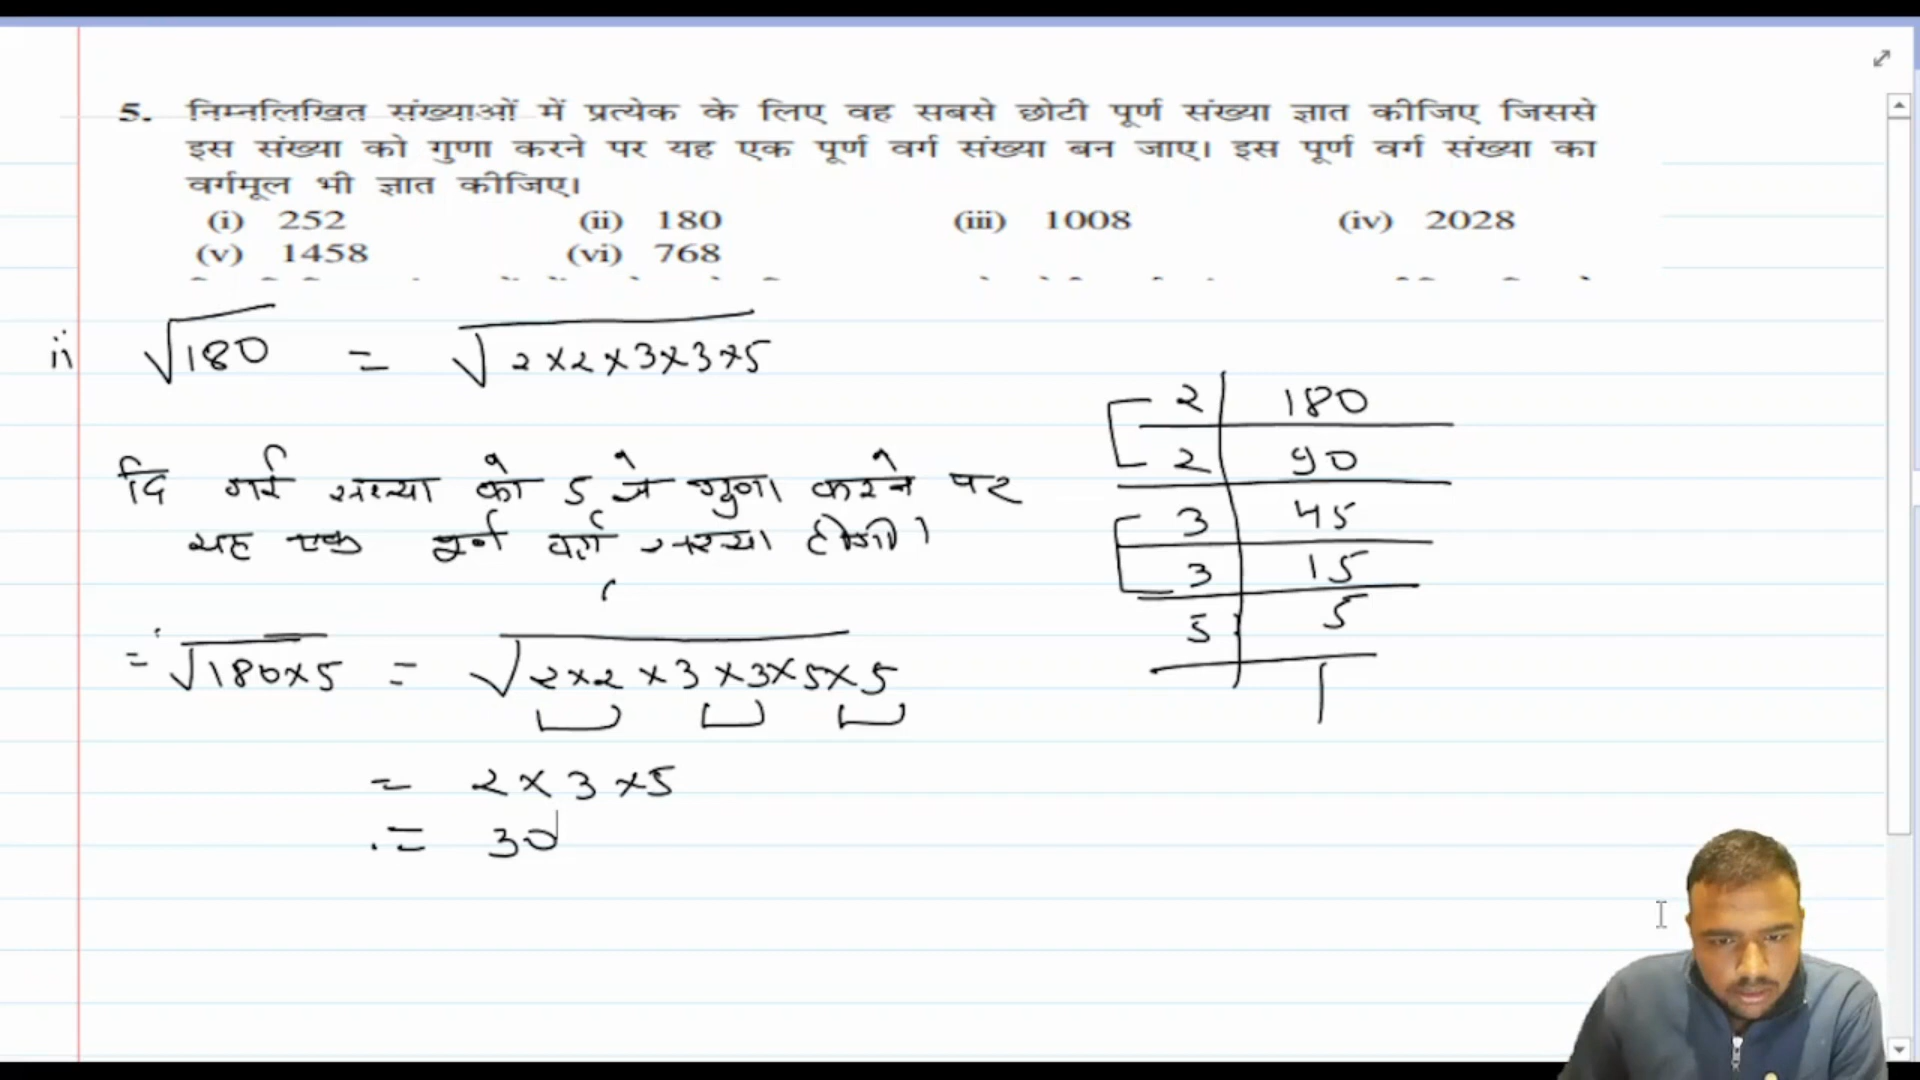 5. निम्नलिखित संख्याओं में प्रत्येक के लिए वह सबसे छोटी पूर्ण संख्या ज्ञात कीजिए जिससे
इस संख्या को गुणा करने पर यह एक पूर्ण वर्ग संख्या बन जाए। इस पूर्ण वर्ग संख्या का
वर्गमूल भी ज्ञात कीजिए।
(i) 252 (ii) 180 (iii) 1008 (iv) 2028
(v) 1458 (vi) 768
ii √180 = √2×2×3×3×5
दि गई संख्या को 5 से गुणा करने पर
यह एक पूर्ण वर्ग संख्या होगी।
= √180×5 = √2×2×3×3×5×5
= 2×3×5
= 30
2 | 180
2 | 90
3 | 45
3 | 15
5 | 5
1